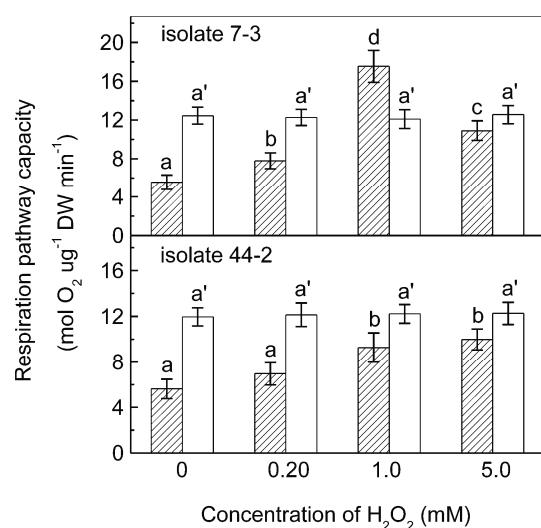 isolate 7-3
20
16
12
8
4
0
a
a'
b
a'
d
a'
c
a'
isolate 44-2
16
12
8
4
0
a
a'
a
a'
b
a'
b
a'
0
0.20
1.0
5.0
Respiration pathway capacity
(mol O₂ ug⁻¹ DW min⁻¹)
Concentration of H₂O₂ (mM)